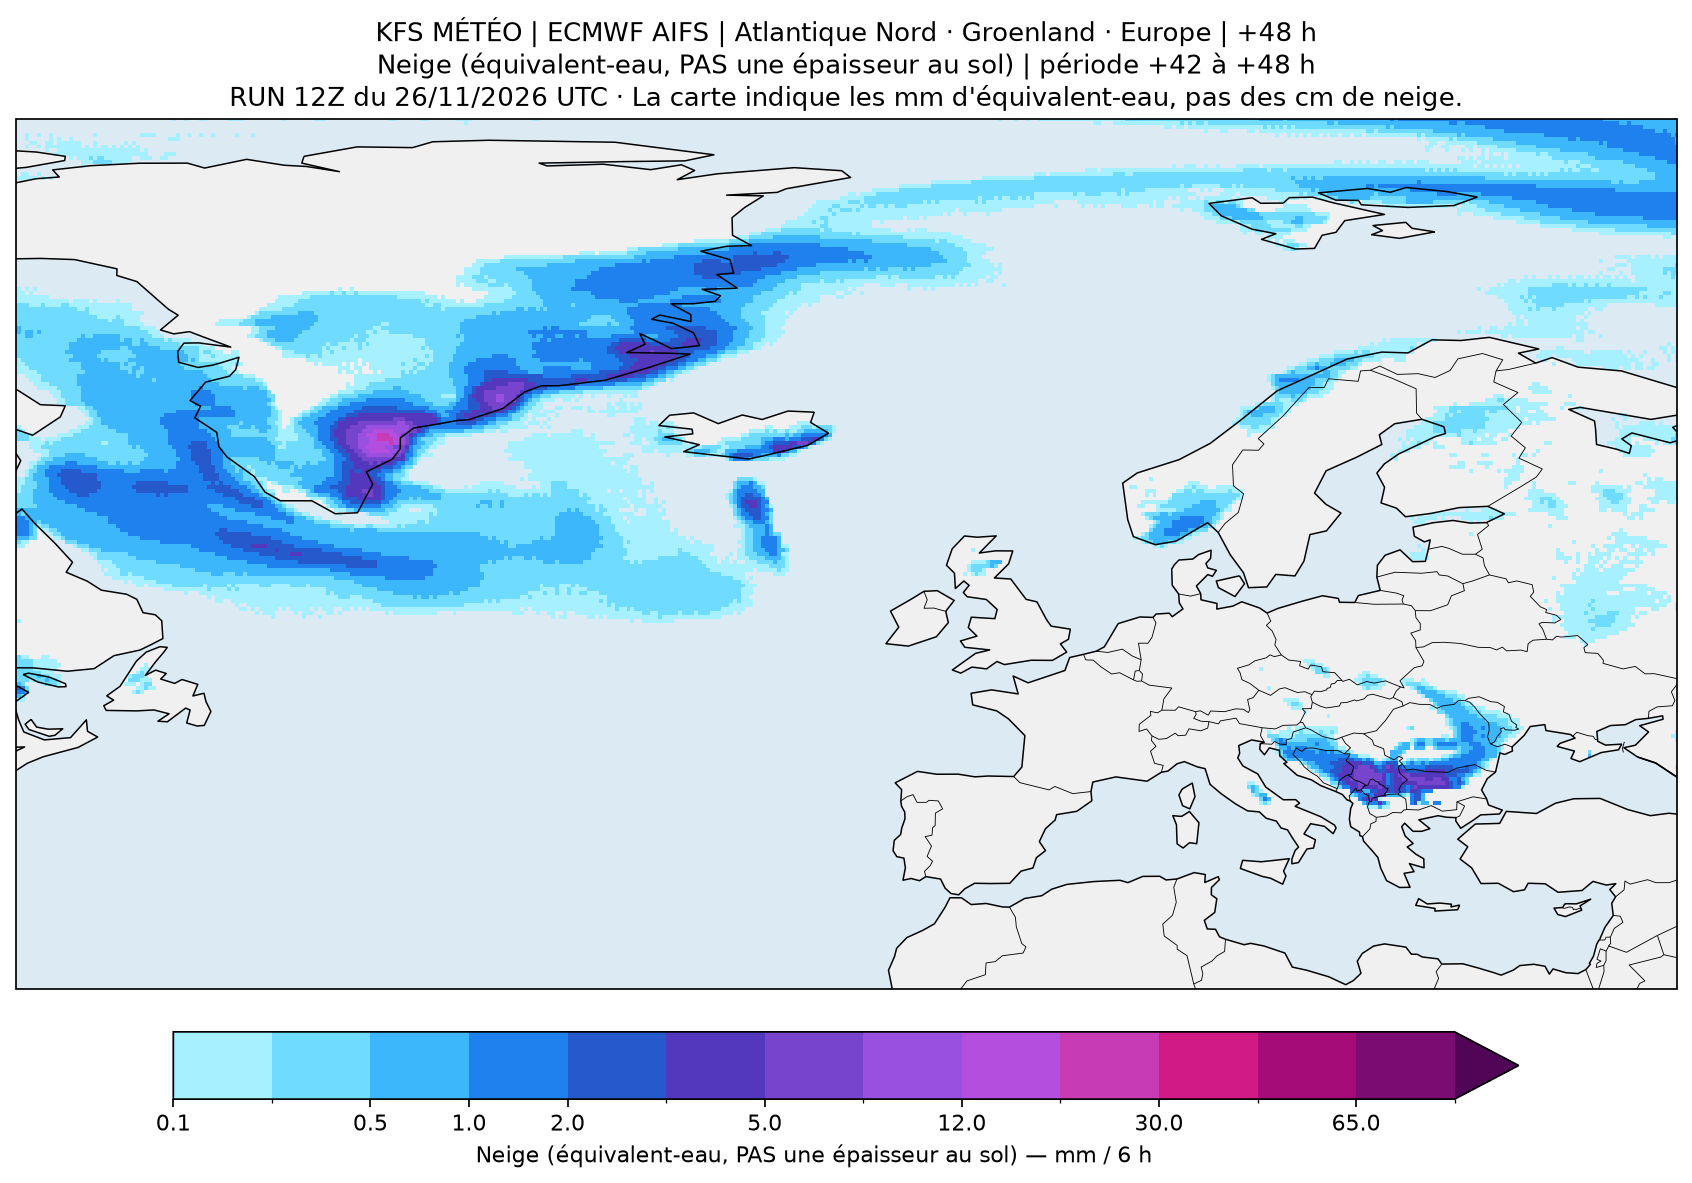 KFS MÉTÉO | ECMWF AIFS | Atlantique Nord · Groenland · Europe | +48 h
Neige (équivalent-eau, PAS une épaisseur au sol) | période +42 à +48 h
RUN 12Z du 26/11/2026 UTC · La carte indique les mm d'équivalent-eau, pas des cm de neige.
0.1 0.5 1.0 2.0 5.0 12.0 30.0 65.0
Neige (équivalent-eau, PAS une épaisseur au sol) — mm / 6 h